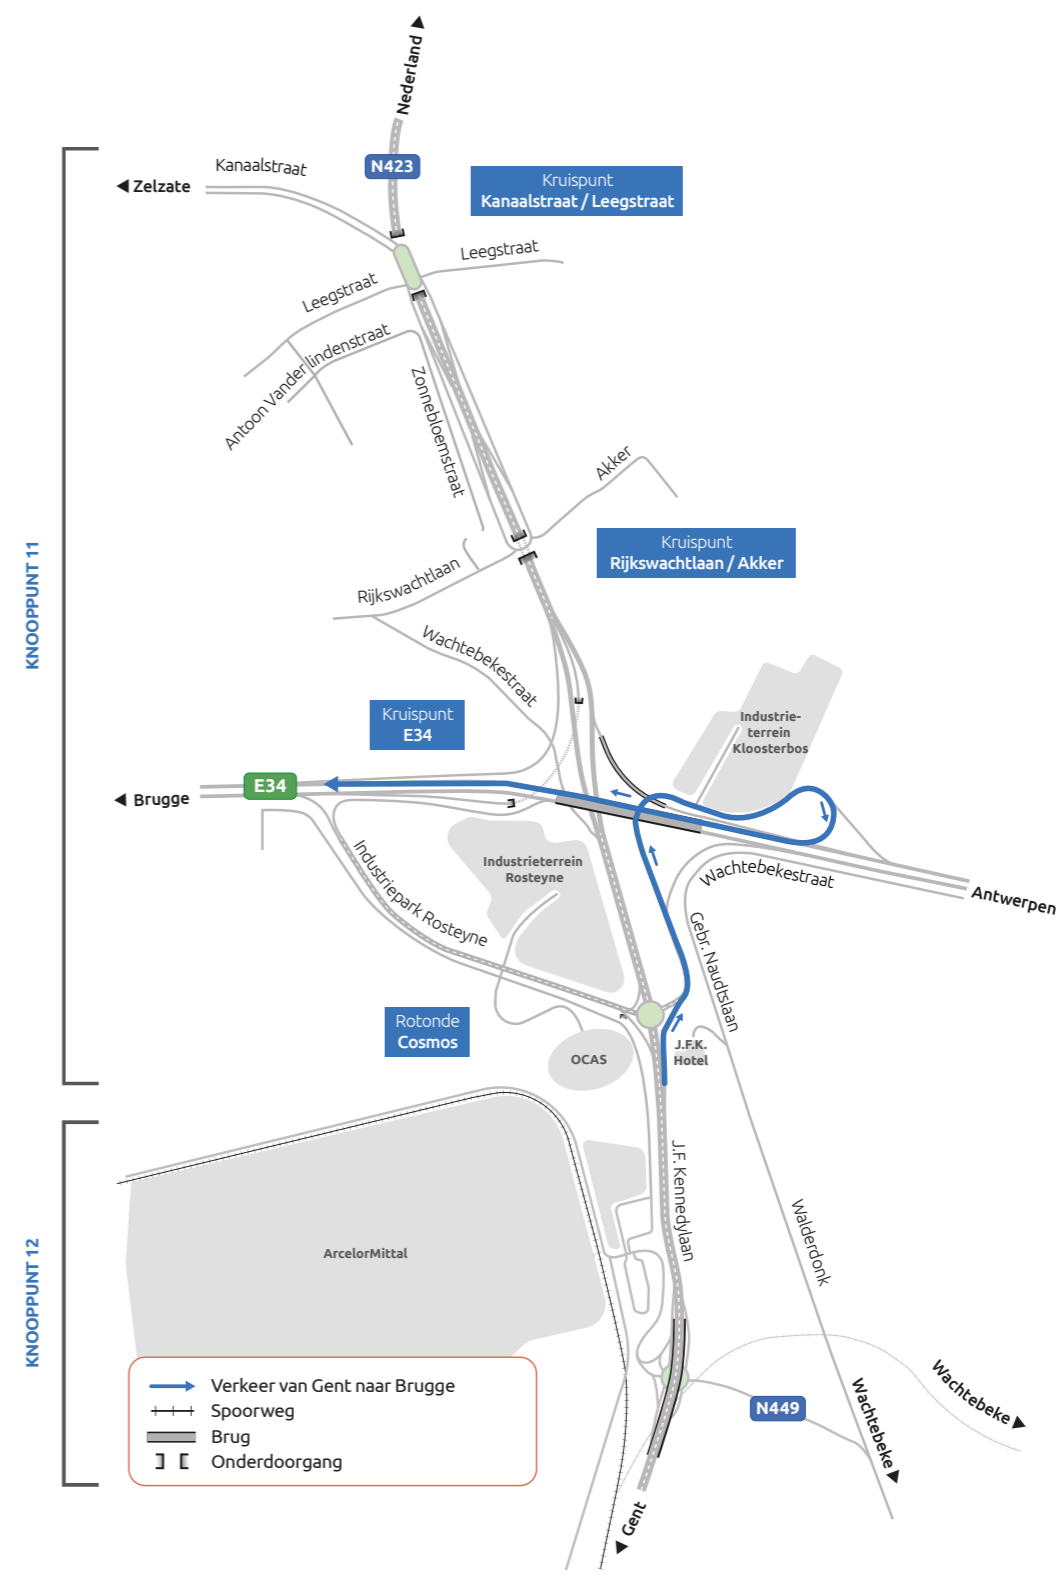 Nederland
N423
Kanaalstraat
Zelzate
Kruispunt
Kanaalstraat / Leegstraat
Leegstraat
Leegstraat
Antoon Vander lindenstraat
Zonnebloemstraat
Akker
Kruispunt
Rijkswachtlaan / Akker
Rijkswachtlaan
Wachtebekestraat
KNOOPPUNT 11
Kruispunt
E34
Industrie-
terrein
Kloosterbos
E34
Brugge
Industrieterrein
Rosteyne
Wachtebekestraat
Antwerpen
Industriepark Rosteyne
Gebr. Naudtslaan
Rotonde
Cosmos
OCAS
J.F.K.
Hotel
J.F. Kennedylaan
Walderdonk
ArcelorMittal
KNOOPPUNT 12
N449
Wachtebeke
Wachtebeke
Verkeer van Gent naar Brugge
Spoorweg
Brug
Onderdoorgang
Gent